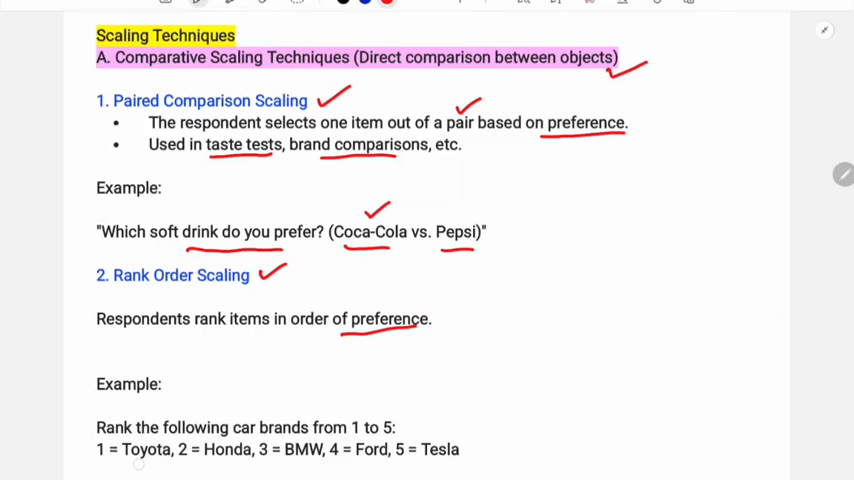 Scaling Techniques
A. Comparative Scaling Techniques (Direct comparison between objects)
1. Paired Comparison Scaling
• The respondent selects one item out of a pair based on preference.
• Used in taste tests, brand comparisons, etc.
Example:
"Which soft drink do you prefer? (Coca-Cola vs. Pepsi)"
2. Rank Order Scaling
Respondents rank items in order of preference.
Example:
Rank the following car brands from 1 to 5:
1 = Toyota, 2 = Honda, 3 = BMW, 4 = Ford, 5 = Tesla